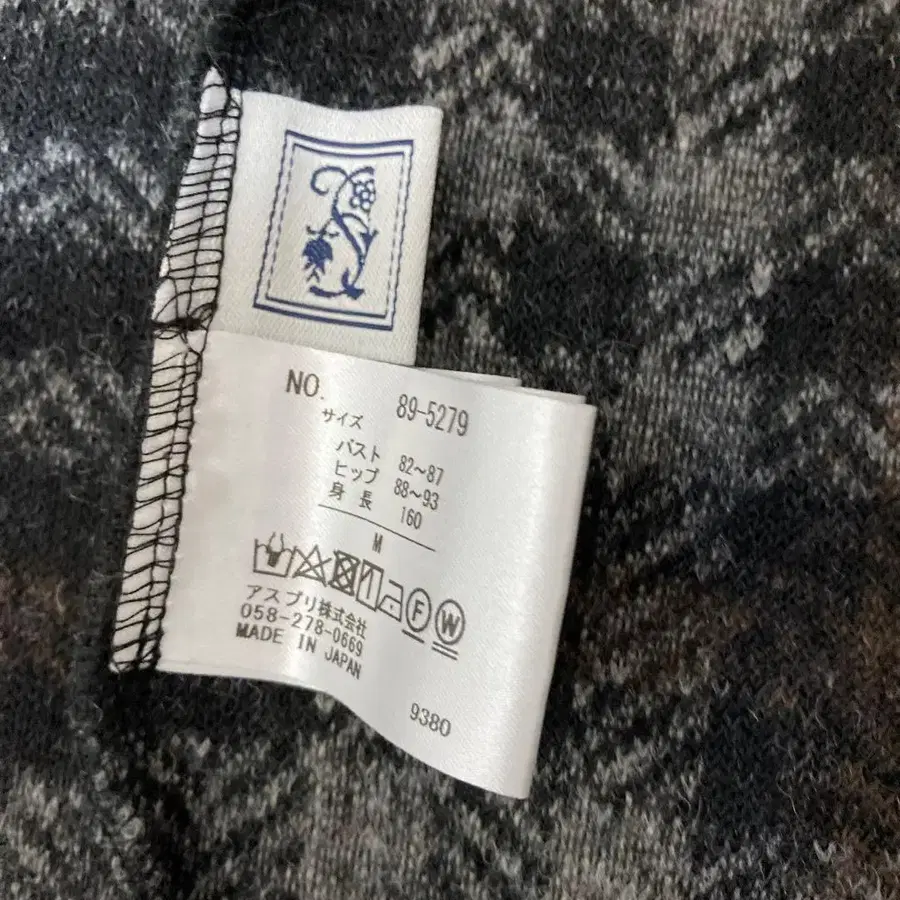 NO. 89-5279
サイズ
バスト 82～87
ヒップ 88～93
身長 160
M
F W
アスプリ株式会社
058-278-0669
MADE IN JAPAN
9380